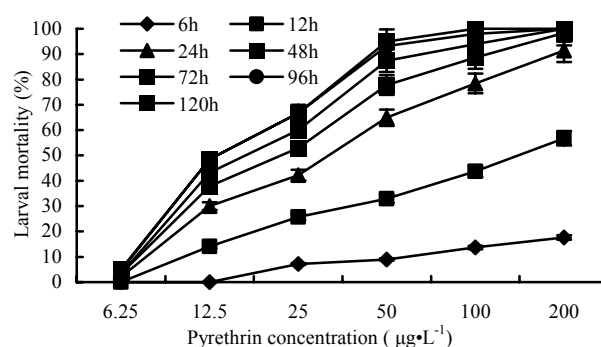 6h 12h
24h 48h
72h 96h
120h
Larval mortality (%)
100
90
80
70
60
50
40
30
20
10
0
6.25 12.5 25 50 100 200
Pyrethrin concentration ( μg•L⁻¹)